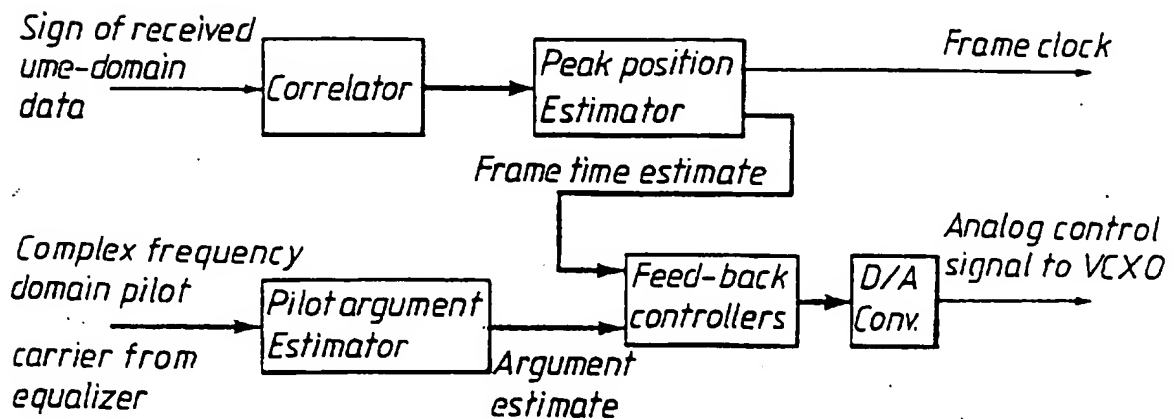 Sign of received
ume-domain
data
Correlator
Peak position
Estimator
Frame clock
Frame time estimate
Complex frequency
domain pilot
carrier from
equalizer
Pilot argument
Estimator
Argument
estimate
Feed-back
controllers
D/A
Conv.
Analog control
signal to VCXO